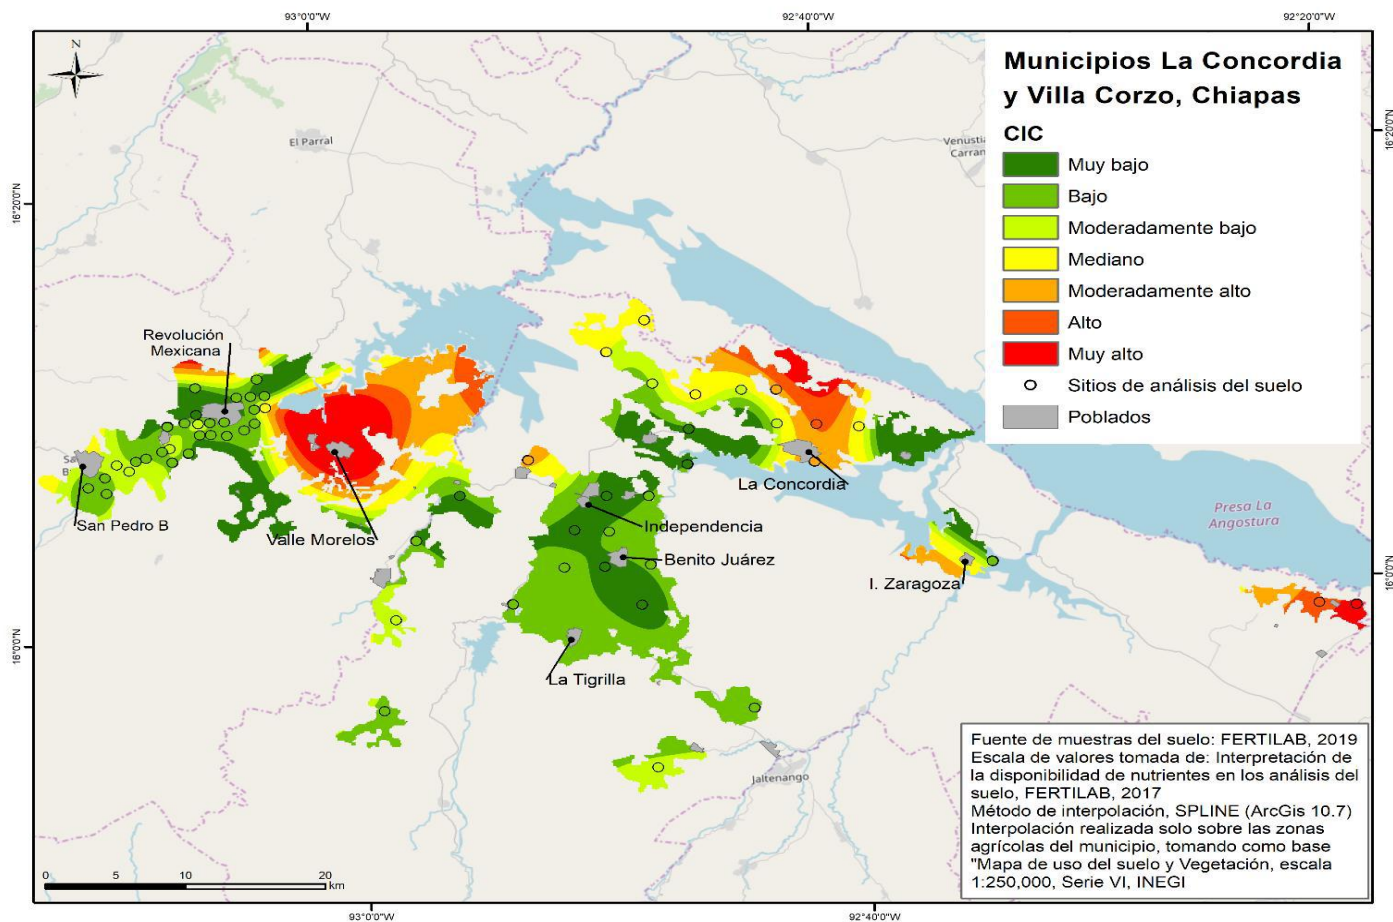 93°0'0"W
92°40'0"W
92°20'0"W
N
El Parral
Venustia
Carran
16°20'0"N
16°20'0"N
Municipios La Concordia
y Villa Corzo, Chiapas
CIC
Muy bajo
Bajo
Moderadamente bajo
Mediano
Moderadamente alto
Alto
Muy alto
Sitios de análisis del suelo
Poblados
Revolución
Mexicana
San Pedro B
Valle Morelos
La Concordia
Independencia
Benito Juárez
I. Zaragoza
Presa La
Angostura
La Tigrilla
Jaltenango
16°0'0"N
16°0'0"N
Fuente de muestras del suelo: FERTILAB, 2019
Escala de valores tomada de: Interpretación de
la disponibilidad de nutrientes en los análisis del
suelo, FERTILAB, 2017
Método de interpolación, SPLINE (ArcGis 10.7)
Interpolación realizada solo sobre las zonas
agrícolas del municipio, tomando como base
"Mapa de uso del suelo y Vegetación, escala
1:250,000, Serie VI, INEGI
0 5 10 20
km
93°0'0"W
92°40'0"W